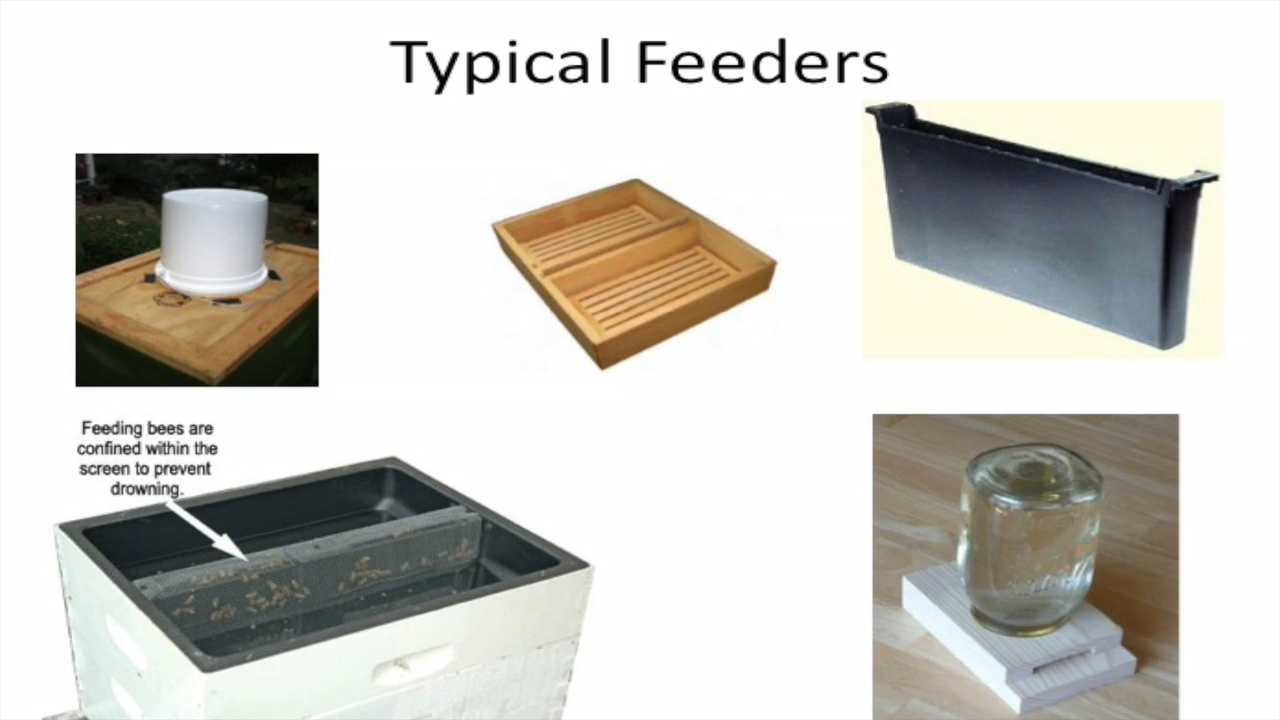 Typical Feeders
Feeding bees are
confined within the
screen to prevent
drowning.